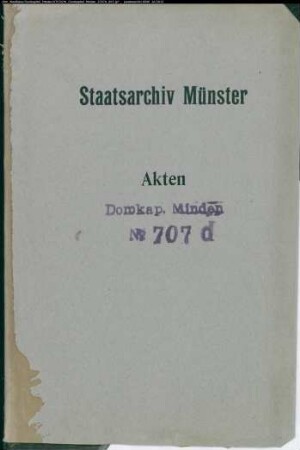 Staatsarchiv Münster
Akten
Domkap. Minden
№ 707 d